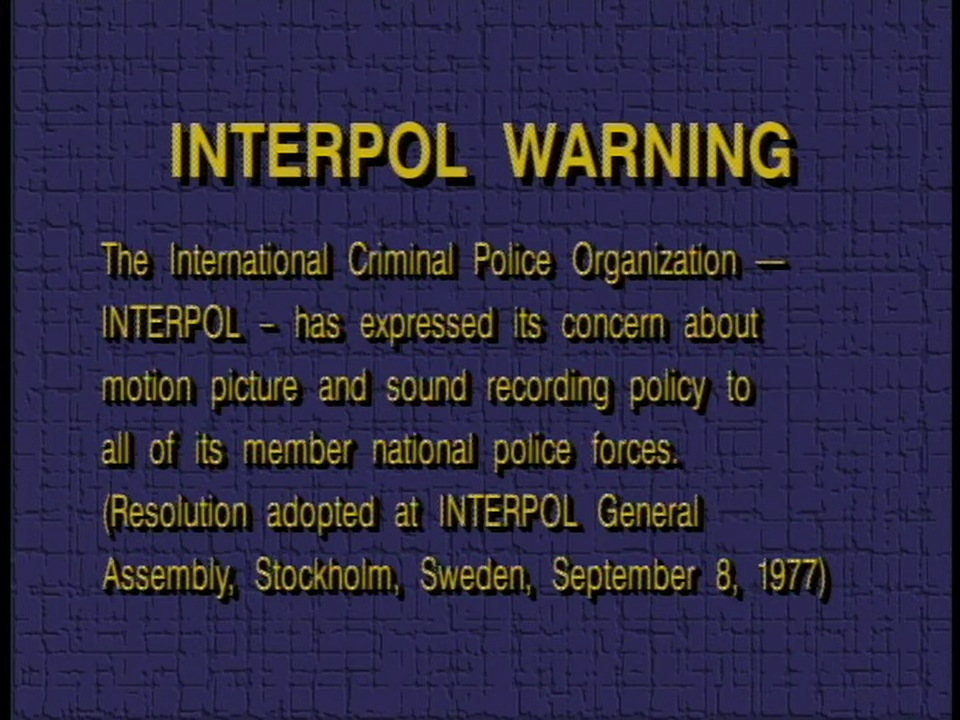 INTERPOL WARNING
The International Criminal Police Organization —
INTERPOL – has expressed its concern about
motion picture and sound recording policy to
all of its member national police forces.
(Resolution adopted at INTERPOL General
Assembly, Stockholm, Sweden, September 8, 1977)